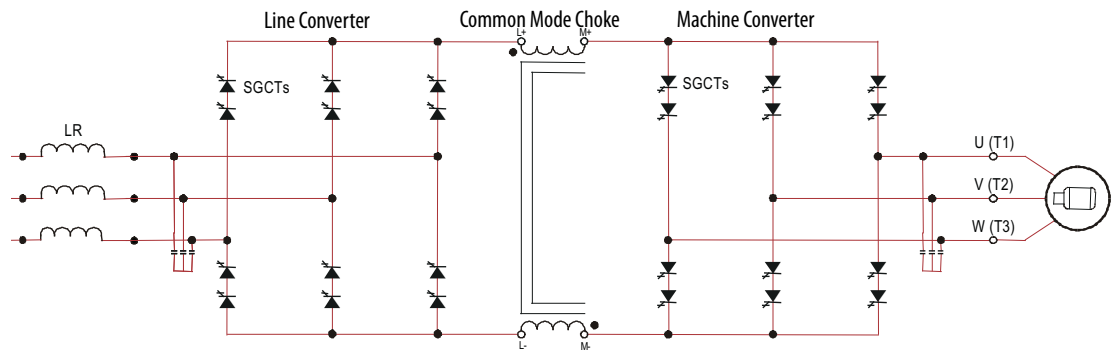 Line Converter
Common Mode Choke
Machine Converter
L+
M+
SGCTs
SGCTs
LR
U (T1)
V (T2)
W (T3)
L-
M-